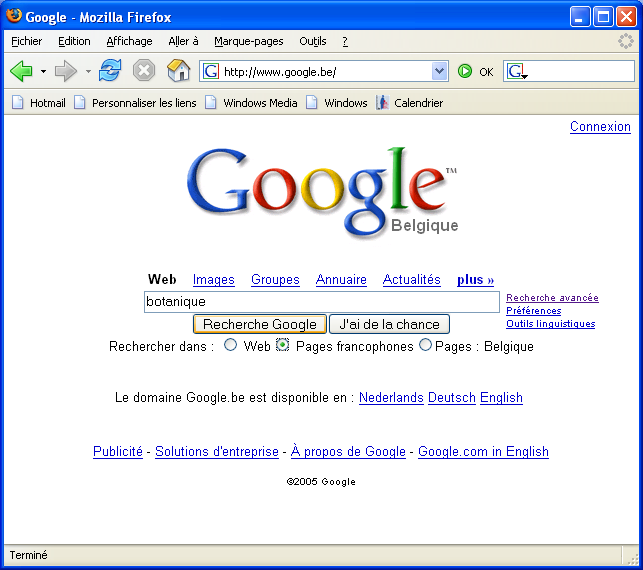 Google - Mozilla Firefox
Fichier Edition Affichage Aller à Marque-pages Outils ?
http://www.google.be/ OK G
Hotmail Personnaliser les liens Windows Media Windows Calendrier
Connexion
Google™
Belgique
Web Images Groupes Annuaire Actualités plus »
botanique
Recherche avancée
Préférences
Outils linguistiques
Recherche Google J'ai de la chance
Rechercher dans : Web Pages francophones Pages : Belgique
Le domaine Google.be est disponible en : Nederlands Deutsch English
Publicité - Solutions d'entreprise - À propos de Google - Google.com in English
©2005 Google
Terminé